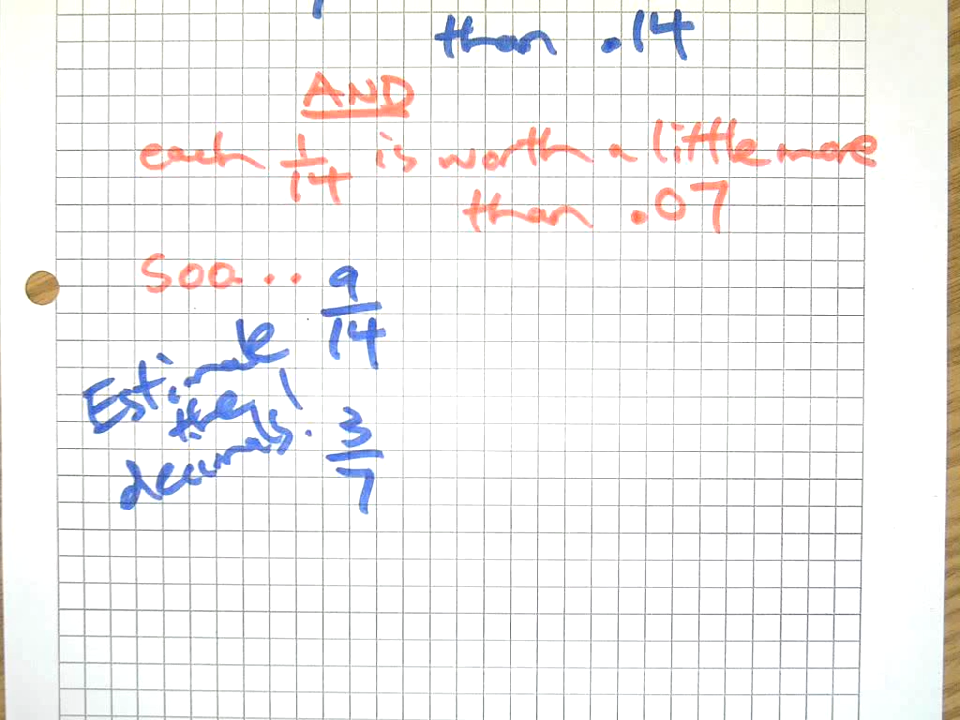 than .14
AND
each 1/14 is worth a little more
than .07
Soo... 9/14
Estimate
the
decimals! 3/7